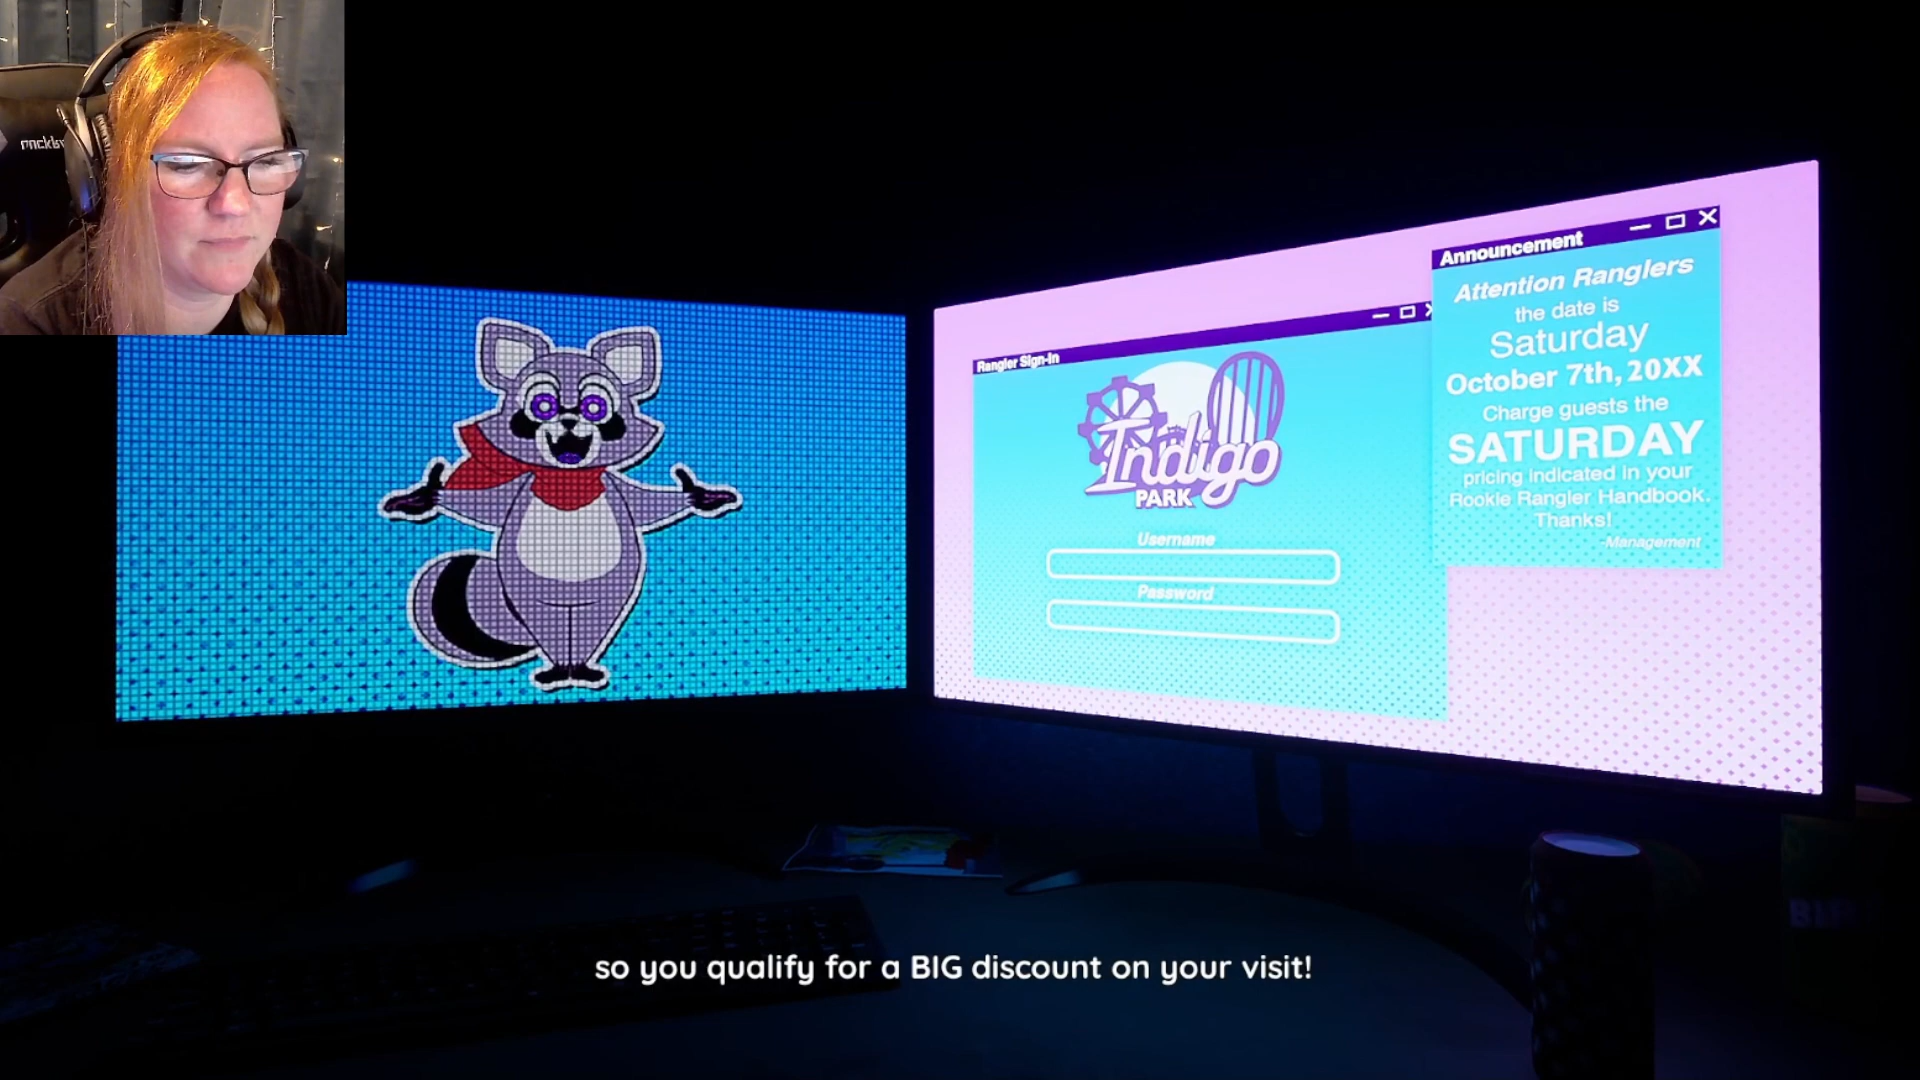 Announcement
Attention Ranglers
the date is
Saturday
October 7th, 20XX
Charge guests the
SATURDAY
pricing indicated in your
Rookie Rangler Handbook.
Thanks!
-Management
Rangler Sign-In
Indigo
PARK
Username
Password
so you qualify for a BIG discount on your visit!